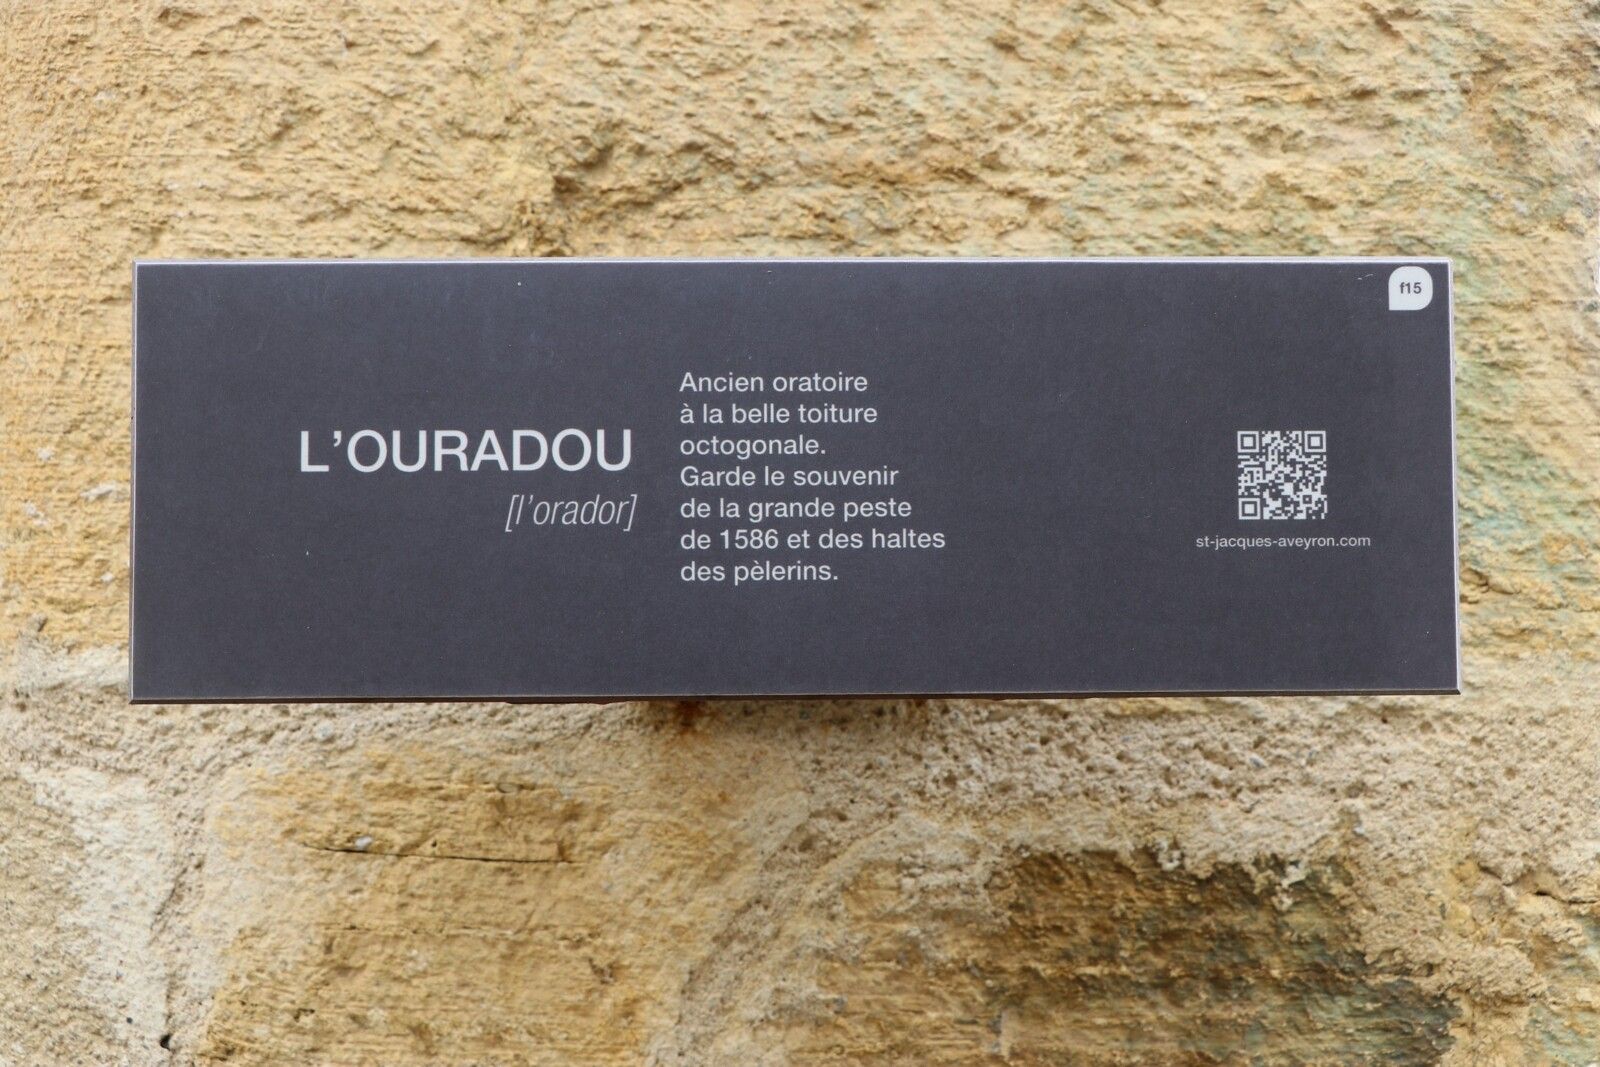 f15
L'OURADOU
[l'orador]
Ancien oratoire
à la belle toiture
octogonale.
Garde le souvenir
de la grande peste
de 1586 et des haltes
des pèlerins.
st-jacques-aveyron.com